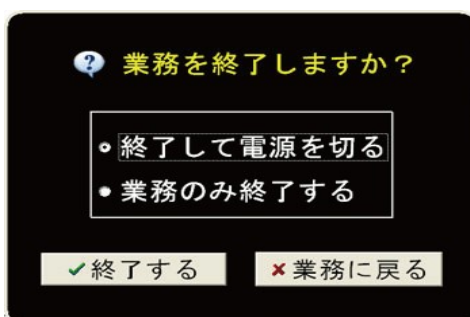 業務を終了しますか？
終了して電源を切る
業務のみ終了する
終了する
業務に戻る